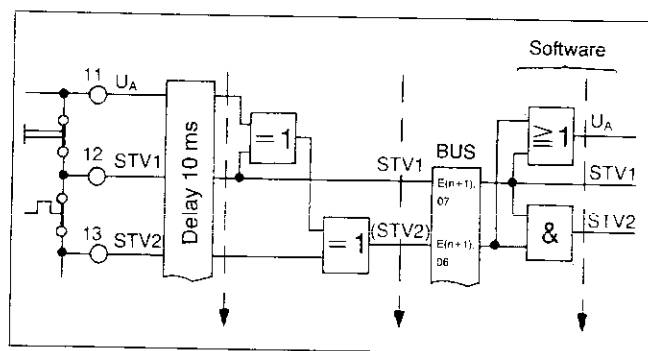 Software
11 U_A
12 STV1
13 STV2
Delay 10 ms
= 1
= 1
STV1
(STV2)
BUS
E(n+1).
07
E(n+1).
06
≧ 1
&
U_A
STV1
STV2